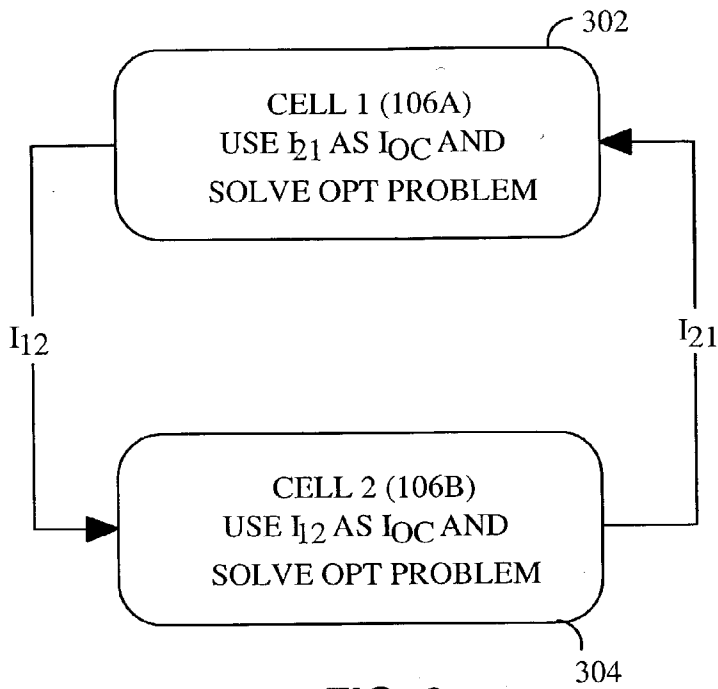 302
CELL 1 (106A)
USE I21 AS IOC AND
SOLVE OPT PROBLEM
I12
I21
CELL 2 (106B)
USE I12 AS IOC AND
SOLVE OPT PROBLEM
304